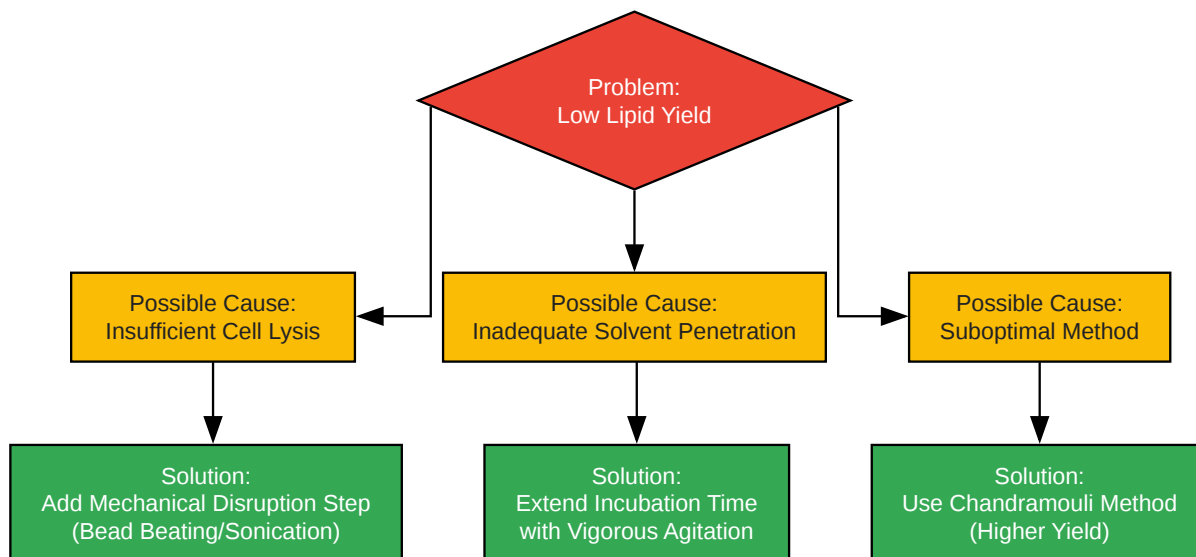 Problem:
Low Lipid Yield
Possible Cause:
Insufficient Cell Lysis
Possible Cause:
Inadequate Solvent Penetration
Possible Cause:
Suboptimal Method
Solution:
Add Mechanical Disruption Step
(Bead Beating/Sonication)
Solution:
Extend Incubation Time
with Vigorous Agitation
Solution:
Use Chandramouli Method
(Higher Yield)